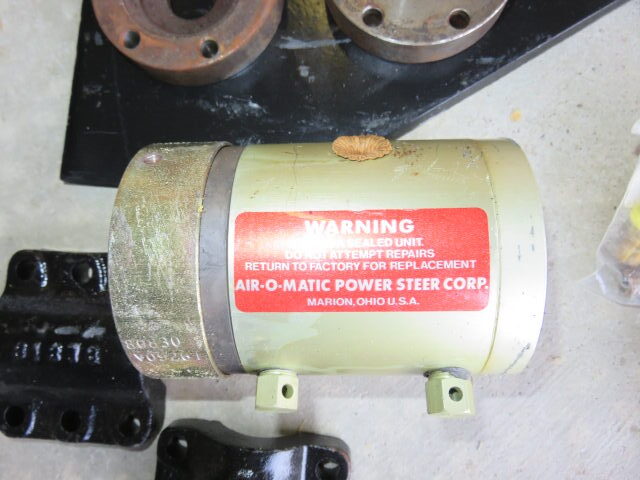 WARNING
A SEALED UNIT.
DO NOT ATTEMPT REPAIRS
RETURN TO FACTORY FOR REPLACEMENT
AIR-O-MATIC POWER STEER CORP.
MARION, OHIO U.S.A.